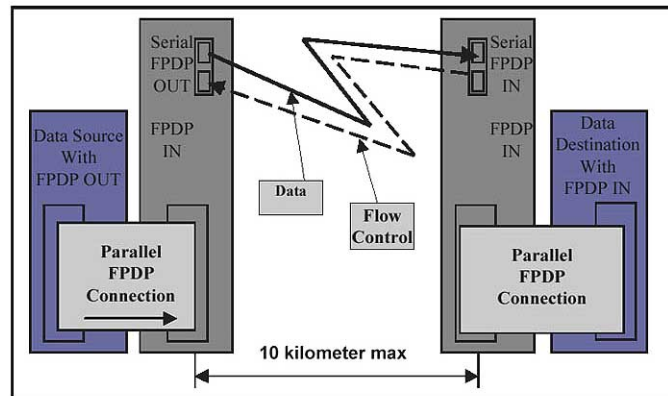 Serial
FPDP
OUT
FPDP
IN
Data Source
With
FPDP OUT
Parallel
FPDP
Connection
Data
Flow
Control
Serial
FPDP
IN
FPDP
IN
Data
Destination
With
FPDP IN
Parallel
FPDP
Connection
10 kilometer max